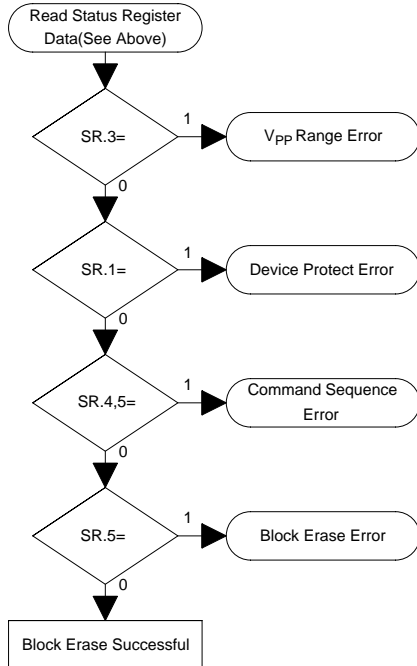 Read Status Register
Data(See Above)
SR.3=
1
VPP Range Error
0
SR.1=
1
Device Protect Error
0
SR.4,5=
1
Command Sequence
Error
0
SR.5=
1
Block Erase Error
0
Block Erase Successful